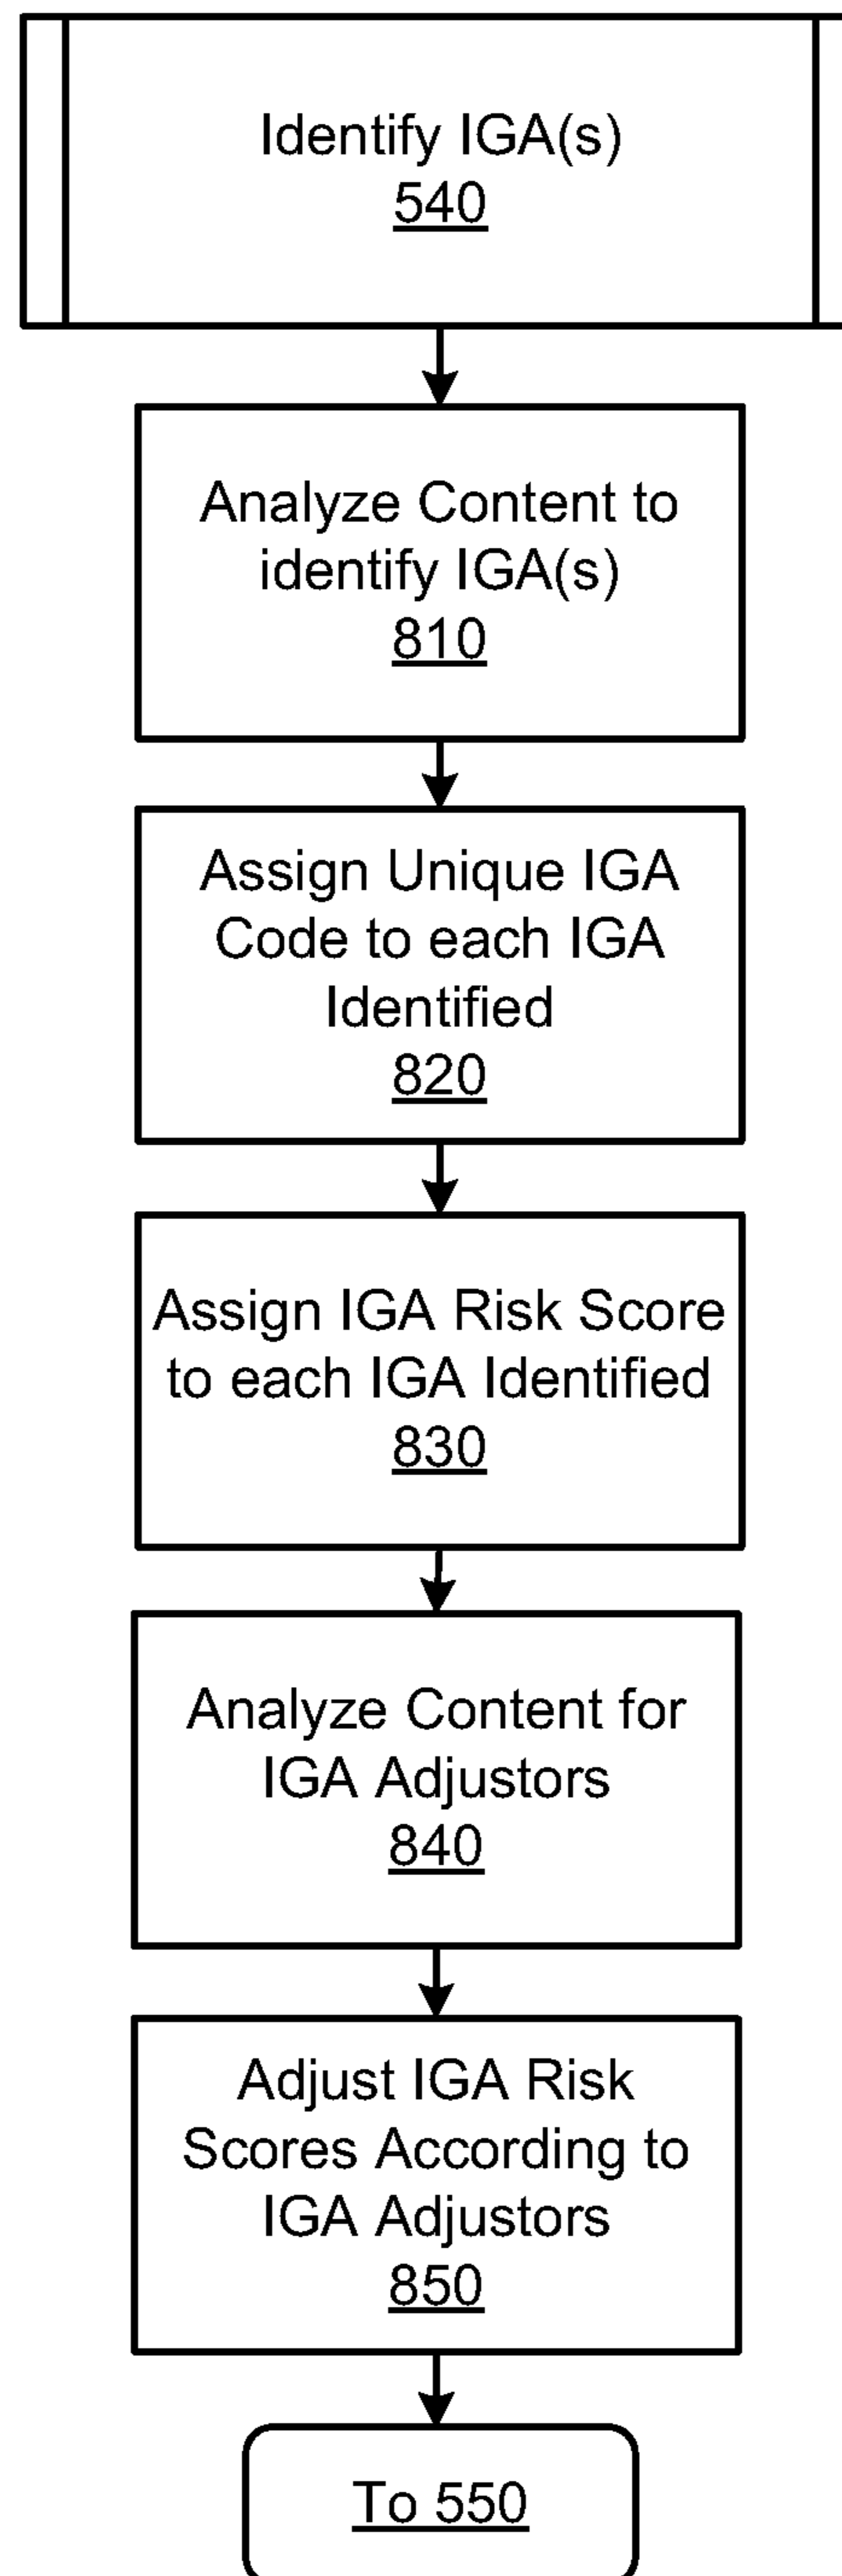 Identify IGA(s)
540
Analyze Content to
identify IGA(s)
810
Assign Unique IGA
Code to each IGA
Identified
820
Assign IGA Risk Score
to each IGA Identified
830
Analyze Content for
IGA Adjustors
840
Adjust IGA Risk
Scores According to
IGA Adjustors
850
To 550